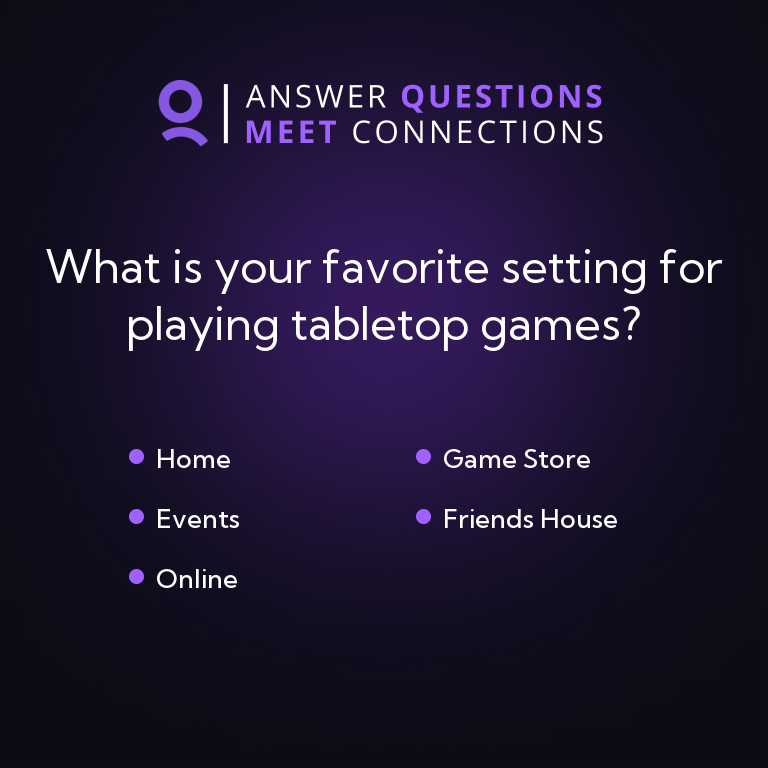 ANSWER QUESTIONS
MEET CONNECTIONS
What is your favorite setting for
playing tabletop games?
Home
Game Store
Events
Friends House
Online